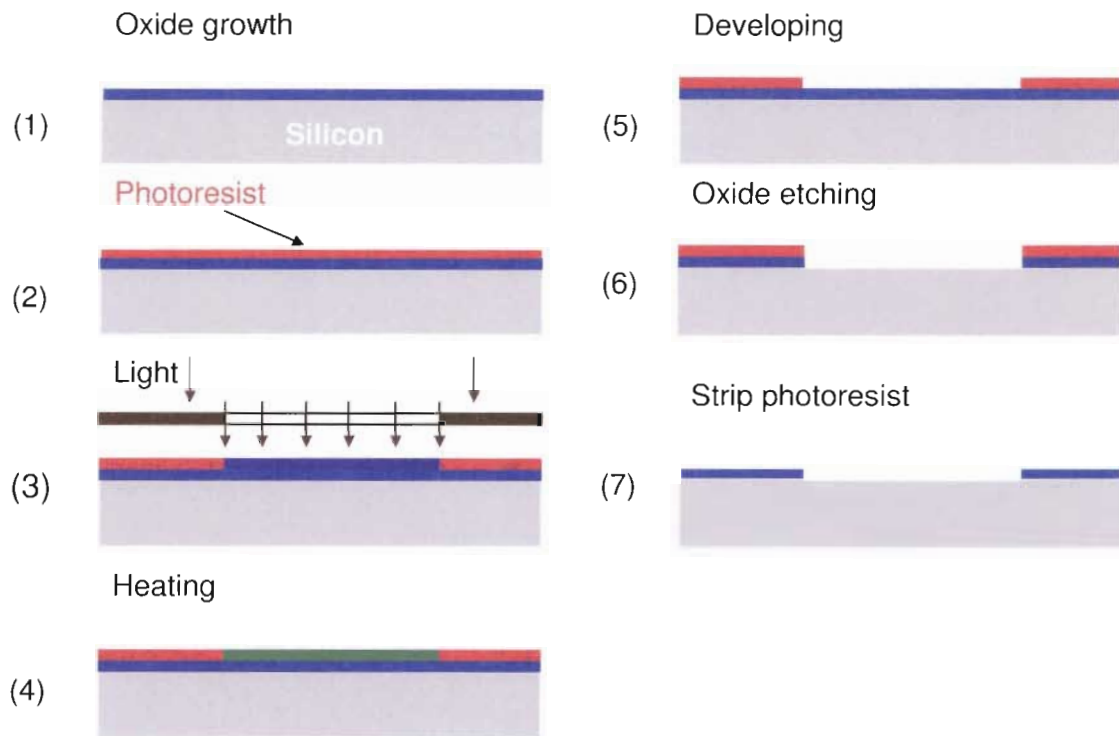 Oxide growth
(1)
Silicon
Photoresist
(2)
Light
(3)
Heating
(4)
Developing
(5)
Oxide etching
(6)
Strip photoresist
(7)